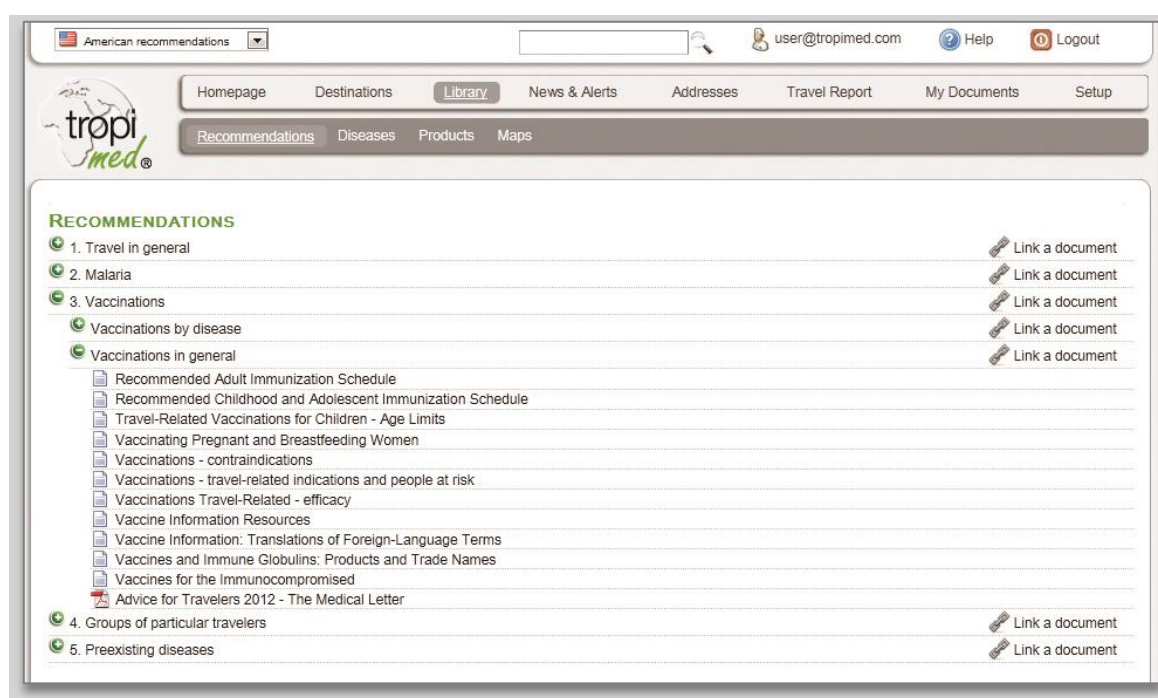 American recommendations user@tropimed.com Help Logout
tropi
med®
Homepage Destinations Library News & Alerts Addresses Travel Report My Documents Setup
Recommendations Diseases Products Maps
RECOMMENDATIONS
1. Travel in general Link a document
2. Malaria Link a document
3. Vaccinations Link a document
Vaccinations by disease Link a document
Vaccinations in general Link a document
Recommended Adult Immunization Schedule
Recommended Childhood and Adolescent Immunization Schedule
Travel-Related Vaccinations for Children - Age Limits
Vaccinating Pregnant and Breastfeeding Women
Vaccinations - contraindications
Vaccinations - travel-related indications and people at risk
Vaccinations Travel-Related - efficacy
Vaccine Information Resources
Vaccine Information: Translations of Foreign-Language Terms
Vaccines and Immune Globulins: Products and Trade Names
Vaccines for the Immunocompromised
Advice for Travelers 2012 - The Medical Letter
4. Groups of particular travelers Link a document
5. Preexisting diseases Link a document